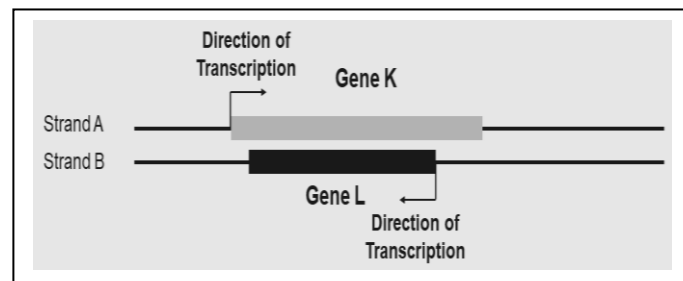 Direction of
Transcription
Gene K
Strand A
Strand B
Gene L
Direction of
Transcription